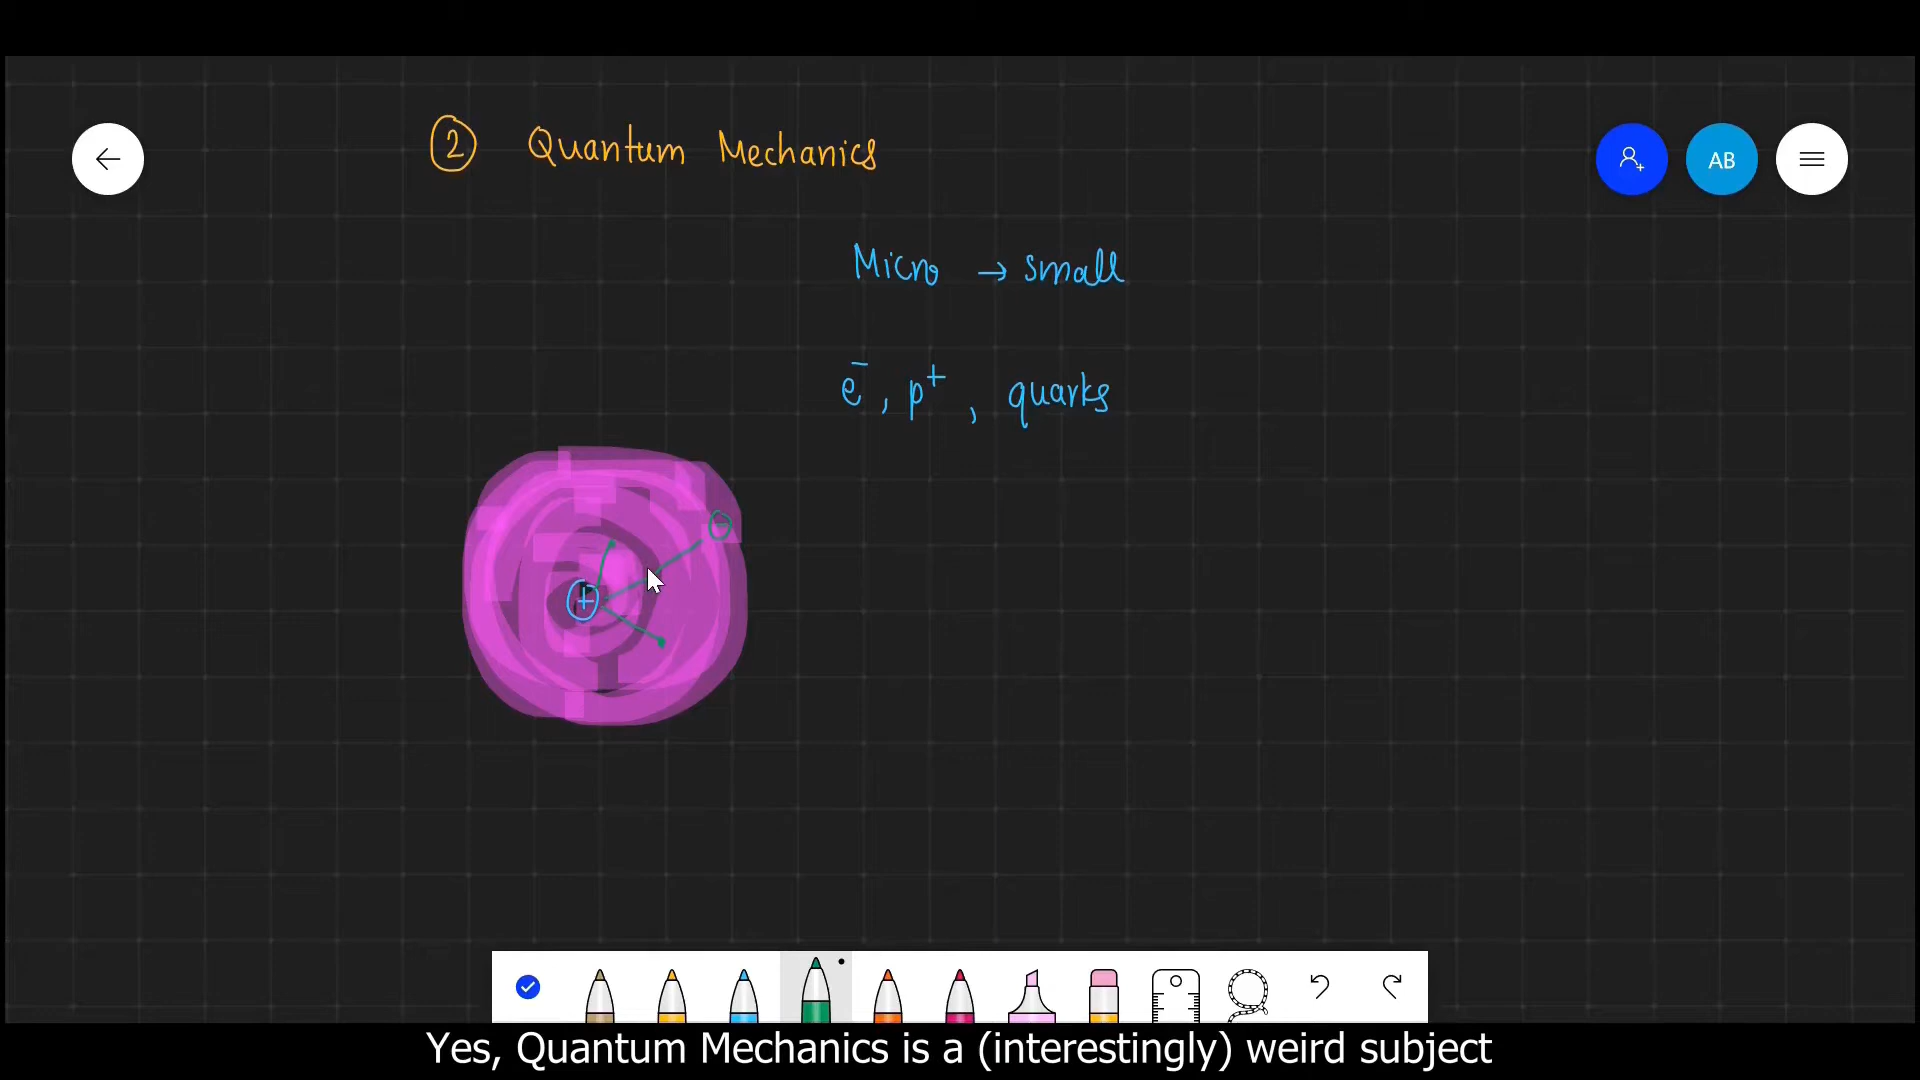 ② Quantum Mechanics
AB
Micro → small
e⁻, p⁺, quarks
−
+
Yes, Quantum Mechanics is a (interestingly) weird subject